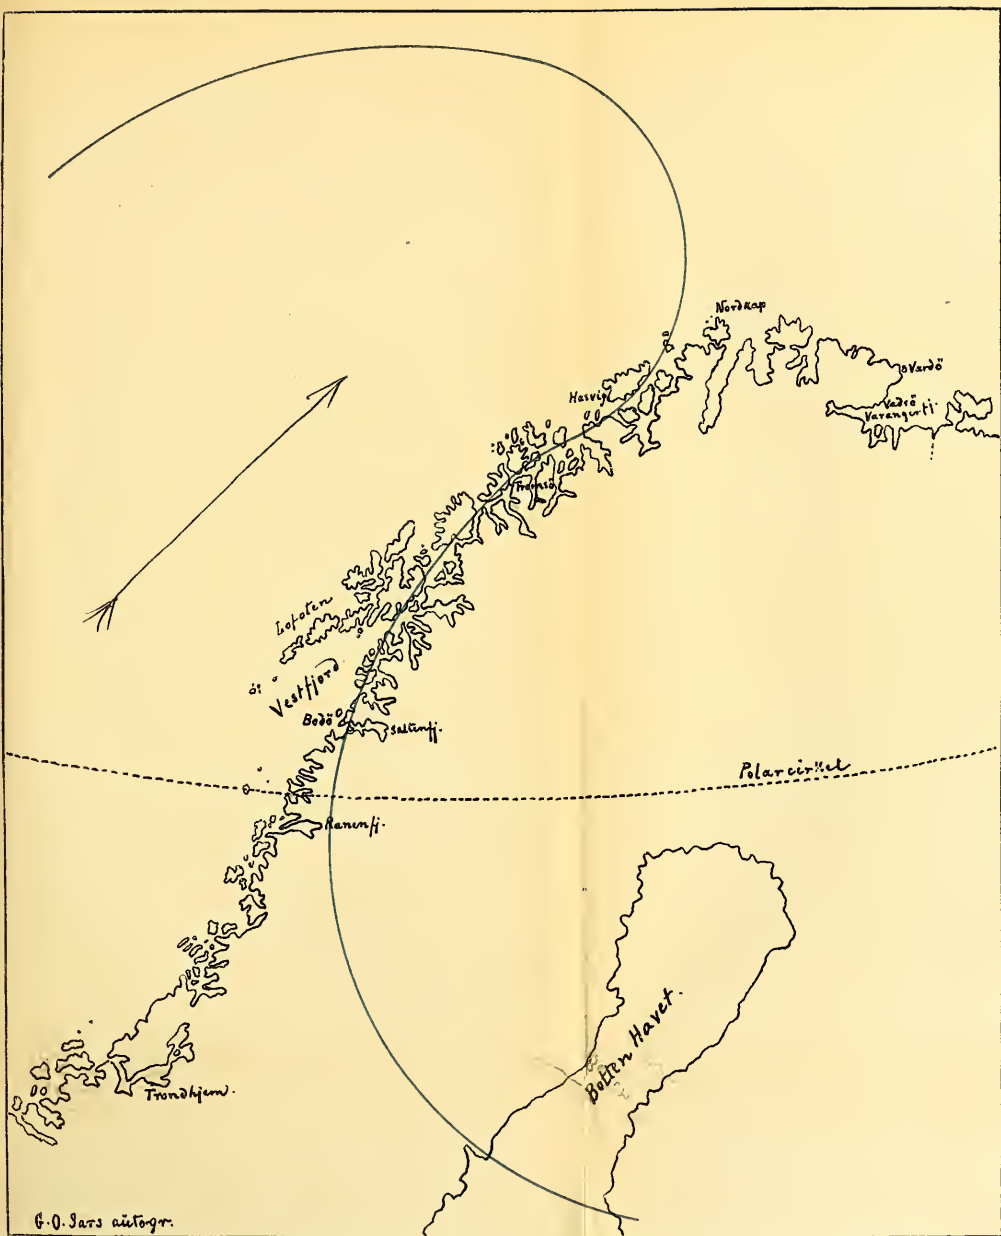 Nordkap
Vardö
Hasvig
Vadsö
Varangerfj.
Tromsö
Lofoten
Vestfjord
Bodö
Saltenfj.
Polarcirkel
Ranenfj.
Botten Havet.
Trondhjem.
G.O. Sars autogr.